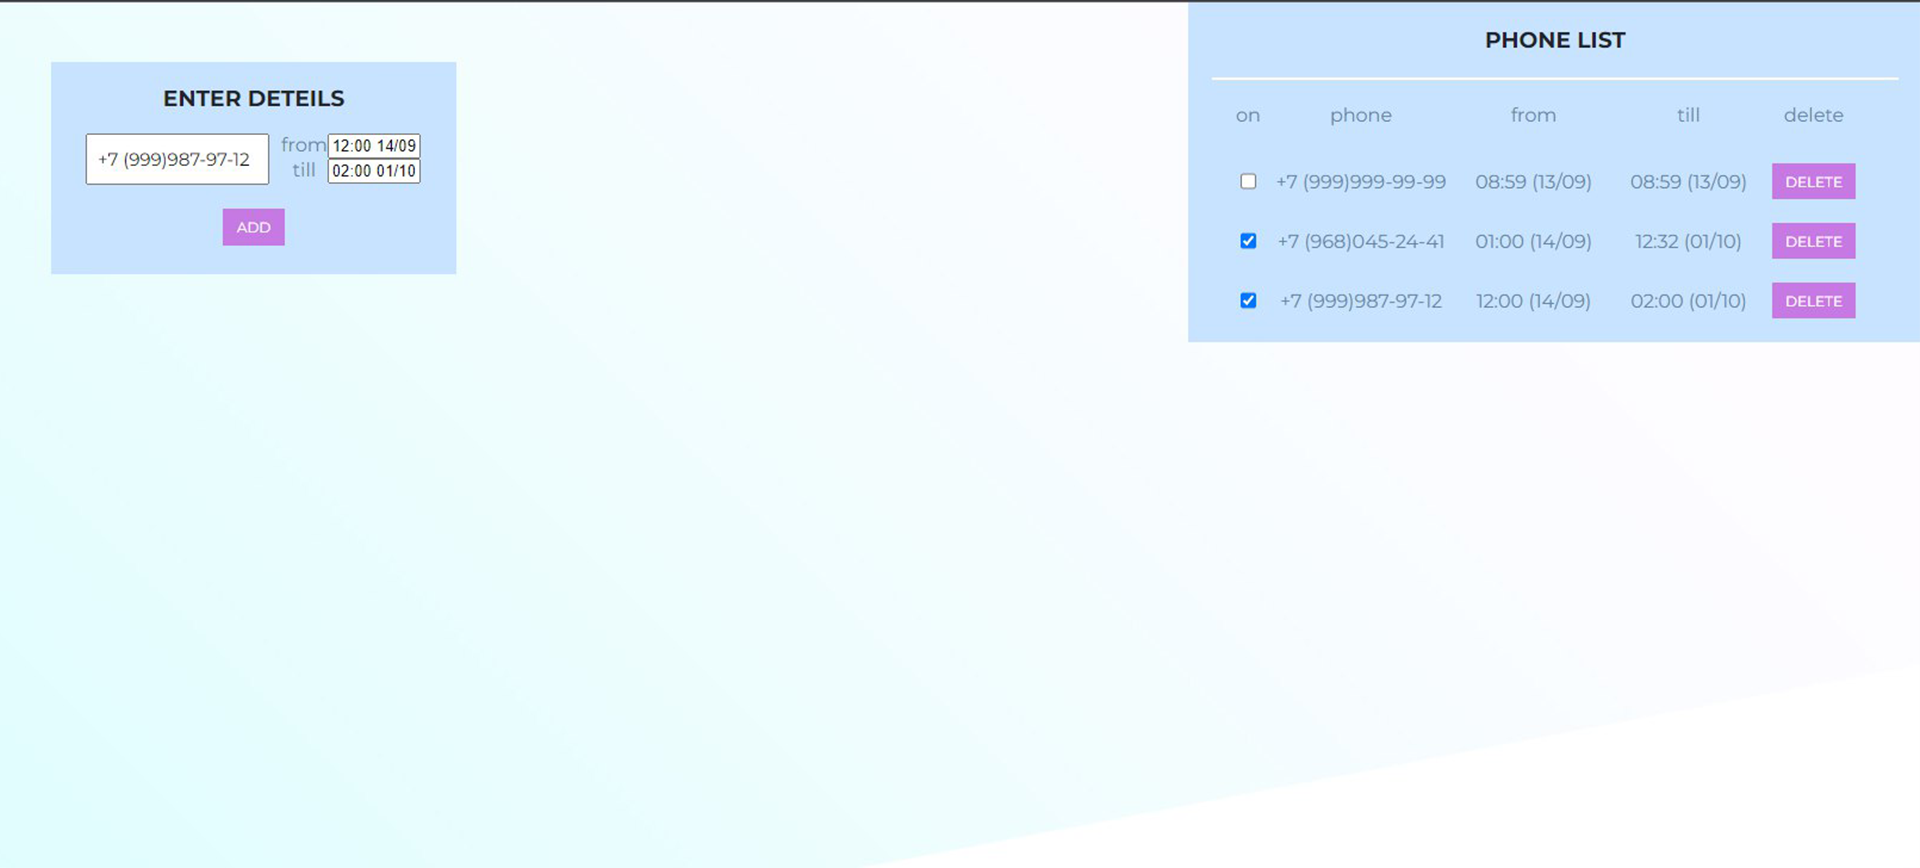 ENTER DETEILS
+7 (999)987-97-12
from 12:00 14/09
till 02:00 01/10
ADD
PHONE LIST
on phone from till delete
+7 (999)999-99-99 08:59 (13/09) 08:59 (13/09) DELETE
+7 (968)045-24-41 01:00 (14/09) 12:32 (01/10) DELETE
+7 (999)987-97-12 12:00 (14/09) 02:00 (01/10) DELETE